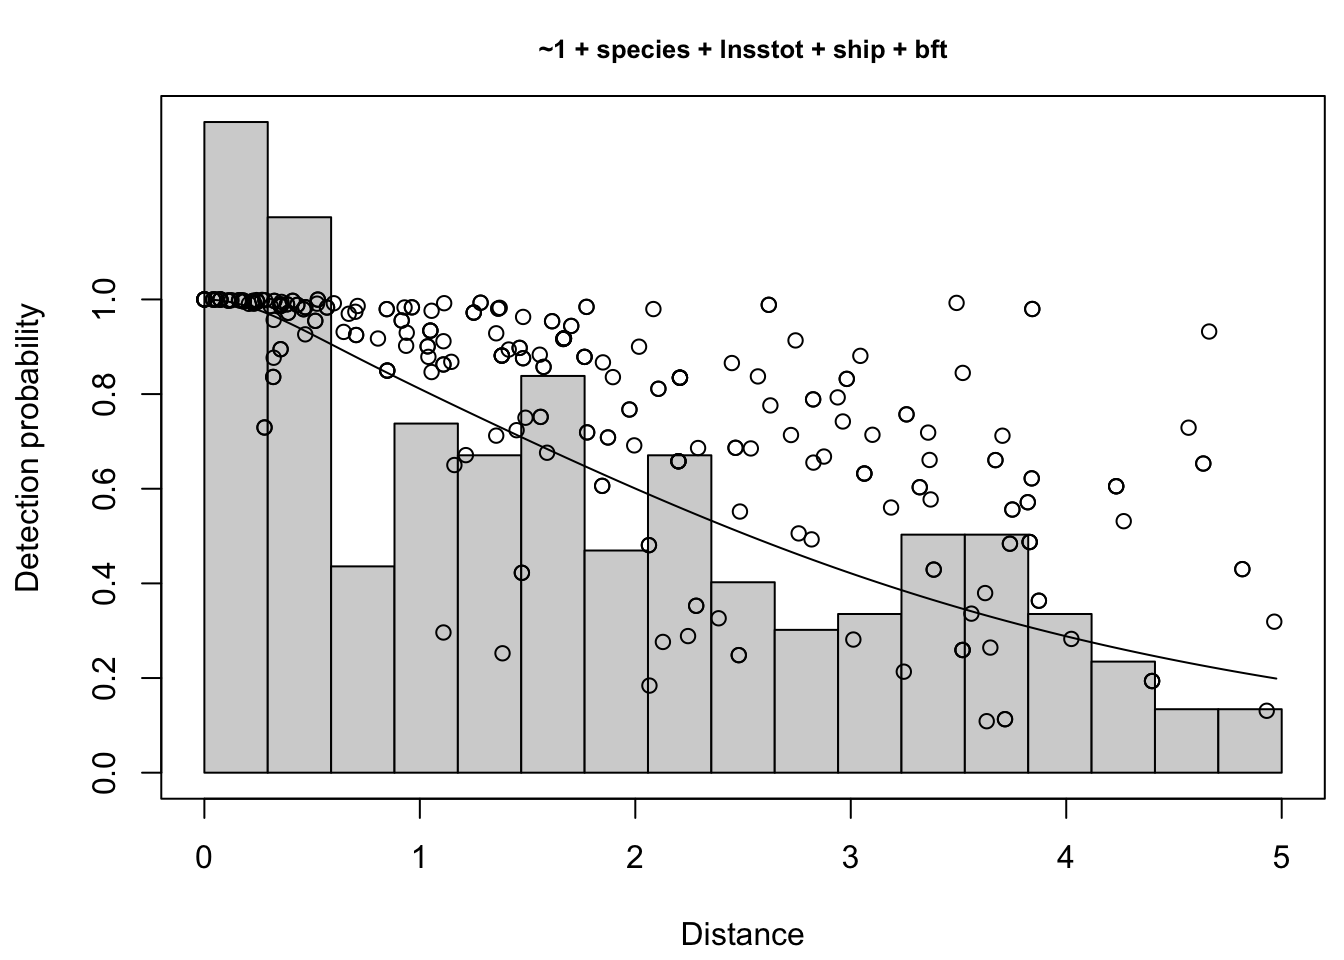 ~1 + species + lnsstot + ship + bft
Detection probability
1.0
0.8
0.6
0.4
0.2
0.0
0 1 2 3 4 5
Distance